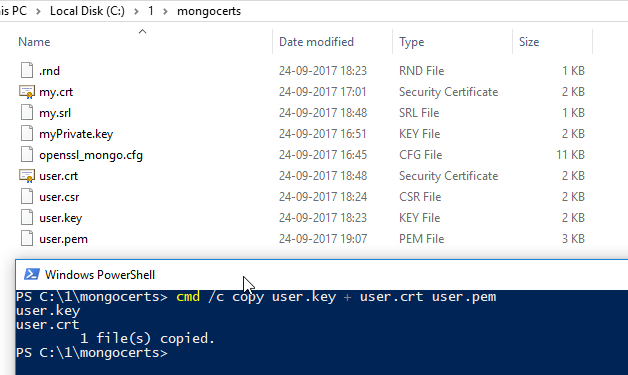 is PC > Local Disk (C:) > 1 > mongocerts
Name Date modified Type Size
.rnd 24-09-2017 18:23 RND File 1 KB
my.crt 24-09-2017 17:01 Security Certificate 2 KB
my.srl 24-09-2017 18:48 SRL File 1 KB
myPrivate.key 24-09-2017 16:51 KEY File 2 KB
openssl_mongo.cfg 24-09-2017 16:45 CFG File 11 KB
user.crt 24-09-2017 18:48 Security Certificate 2 KB
user.csr 24-09-2017 18:24 CSR File 2 KB
user.key 24-09-2017 18:23 KEY File 2 KB
user.pem 24-09-2017 19:07 PEM File 3 KB
Windows PowerShell
PS C:\1\mongocerts> cmd /c copy user.key + user.crt user.pem
user.key
user.crt
        1 file(s) copied.
PS C:\1\mongocerts>